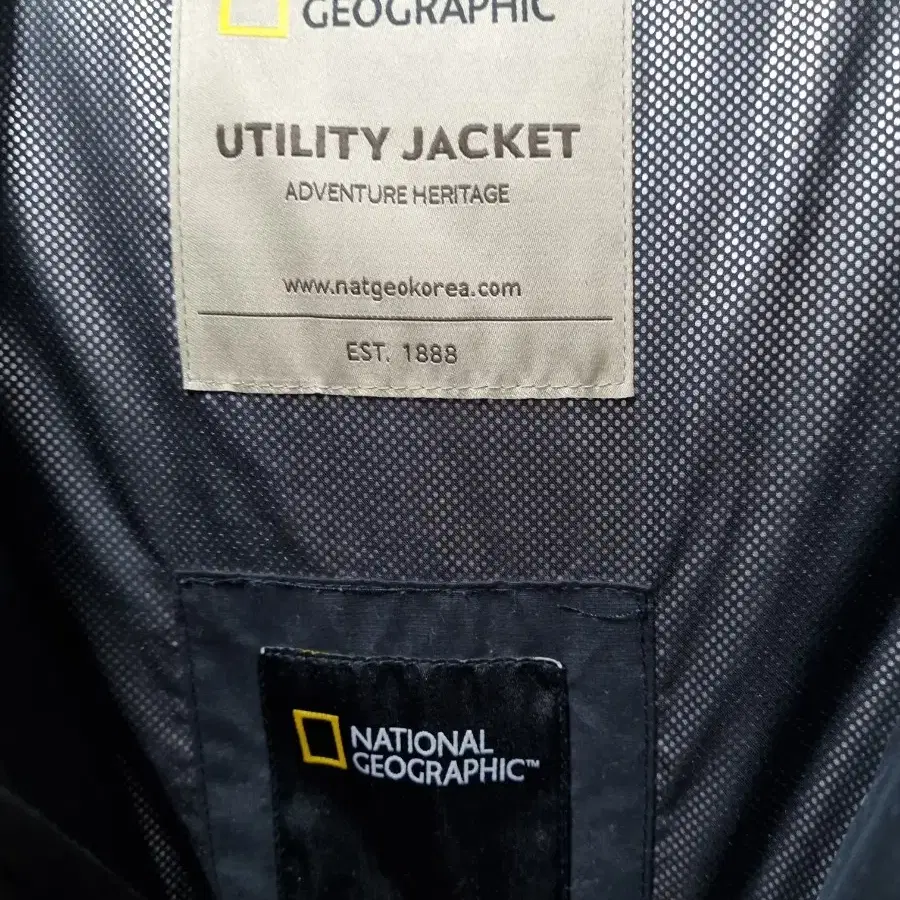 GEOGRAPHIC
UTILITY JACKET
ADVENTURE HERITAGE
www.natgeokorea.com
EST. 1888
NATIONAL
GEOGRAPHIC™